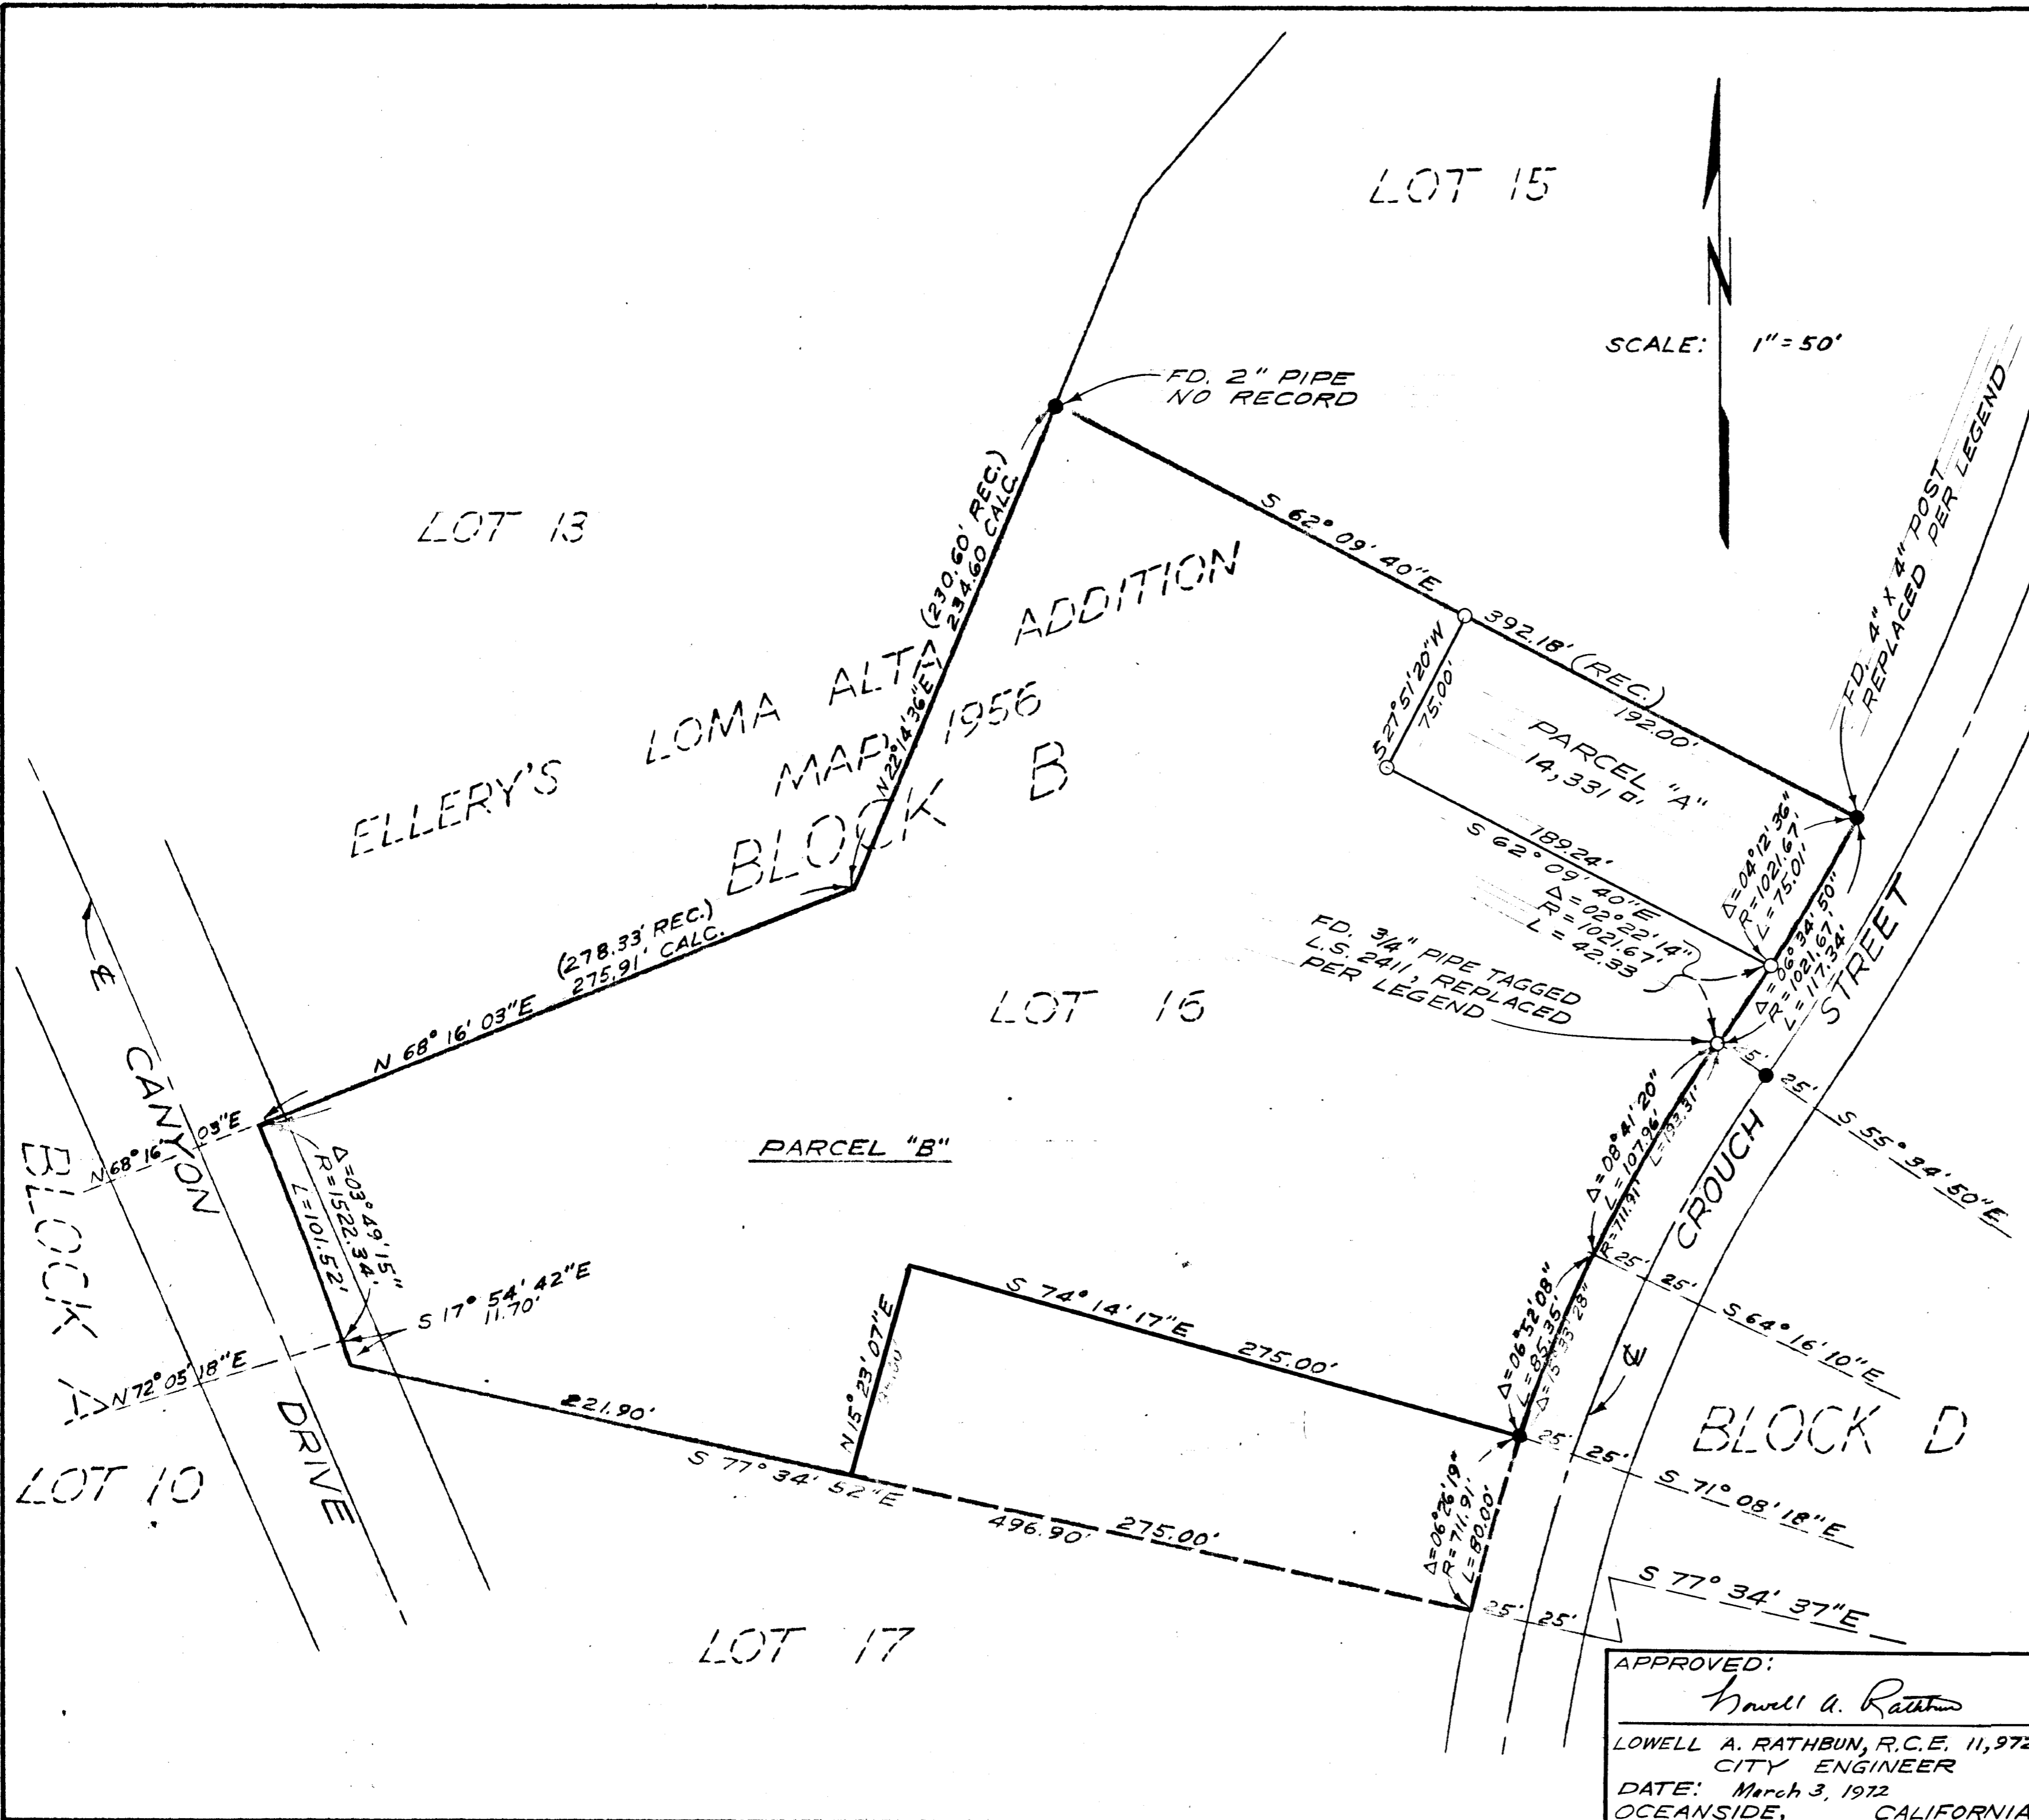 LOT 15
N
SCALE: 1" = 50'
FD. 2" PIPE
NO RECORD
FD. 4" X 4" POST
REPLACED PER LEGEND
LOT 13
(230.60' REC.)
234.60 CALC.
N 22° 14' 36"E
S 62° 09' 40"E
392.18' (REC.)
192.00'
S27°51'20"W
75.00'
PARCEL "A"
14,331 □'
189.24'
S 62° 09' 40"E
Δ=02°22'14"
R=1021.67'
L = 42.33
Δ=04°12'36"
R=1021.67'
L=75.01'
Δ=06°34'50"
R=1021.67'
L=117.34'
ELLERY'S LOMA ALTA ADDITION
MAP 1956
BLOCK B
(278.33' REC.)
275.91' CALC.
N 68° 16' 03"E
FD. 3/4" PIPE TAGGED
L.S. 2411, REPLACED
PER LEGEND
LOT 16
CROUCH STREET
25'
S 55° 34' 50"E
℄
CANYON DRIVE
N 68° 16' 03"E
BLOCK A
Δ=03°49'15"
R=1522.34'
L=101.52'
PARCEL "B"
Δ=08°41'20"
L=107.96'
R=711.91'
L=193.31'
25' 25'
S 64° 16' 10"E
S 17° 54' 42"E
11.70'
N 72° 05' 18"E
LOT 10
N 15° 23' 07"E
S 74° 14' 17"E
275.00'
Δ=06°52'08"
L=85.35'
Δ=15°33'28"
℄
BLOCK D
25' 25'
S 71° 08' 18"E
221.90'
S 77° 34' 52"E
496.90'
275.00'
Δ=06°26'19"
R=711.91'
L=80.00'
25' 25'
S 77° 34' 37"E
LOT 17
APPROVED:
Lowell A. Rathbun
LOWELL A. RATHBUN, R.C.E. 11,972
CITY ENGINEER
DATE: March 3, 1972
OCEANSIDE, CALIFORNIA